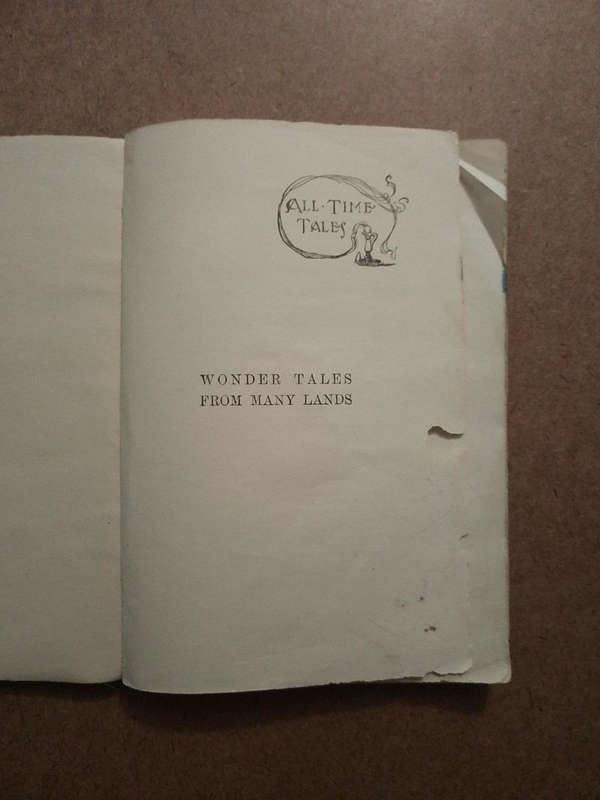 ALL·TIME
TALES
WONDER TALES
FROM MANY LANDS